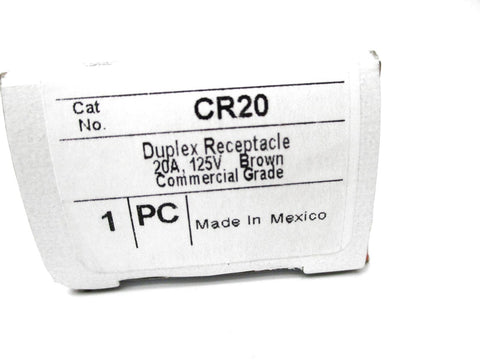 Cat No. CR20
Duplex Receptacle
20A, 125V Brown
Commercial Grade
1 PC Made In Mexico